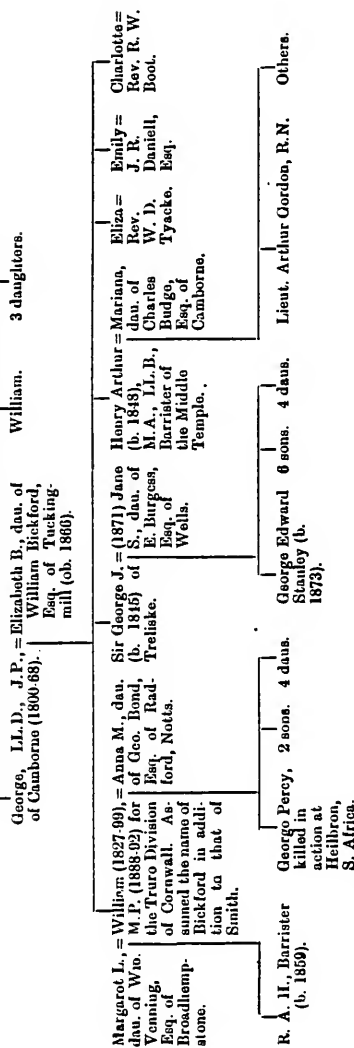 George, LL.D., J.P., = Elizabeth B., dau. of
of Camborne (1800-68). William Bickford,
Esq. of Tucking-
mill (ob. 1866).
William.
3 daughters.
Margarot L., =
dau. of Wm.
Venning,
Esq. of
Broadhemp-
stone.
William (1827-99), =
M.P. (1888-92) for
the Truro Division
of Cornwall. As-
sumed the name of
Bickford in addi-
tion to that of
Smith.
Anna M., dau.
of Geo. Bond,
Esq. of Rad-
ford, Notts.
Sir George J. =
(b. 1845) of
Treliske.
(1871) Jane
S., dau. of
E. Burgess,
Esq. of
Wells.
Henry Arthur =
(b. 1848),
M.A., LL.B.,
Barrister of
the Middle
Temple.
Mariana,
dau. of
Charles
Budge,
Esq. of
Camborne.
Eliza =
Rev.
W. D.
Tyacke.
Emily =
J. R.
Daniell,
Esq.
Charlotte =
Rev. R. W.
Boot.
R. A. H., Barrister
(b. 1859).
George Percy,
killed in
action at
Heilbron,
S. Africa.
2 sons.
4 daus.
George Edward
Stanley (b.
1873).
6 sons.
4 daus.
Lieut. Arthur Gordon, R.N.
Others.